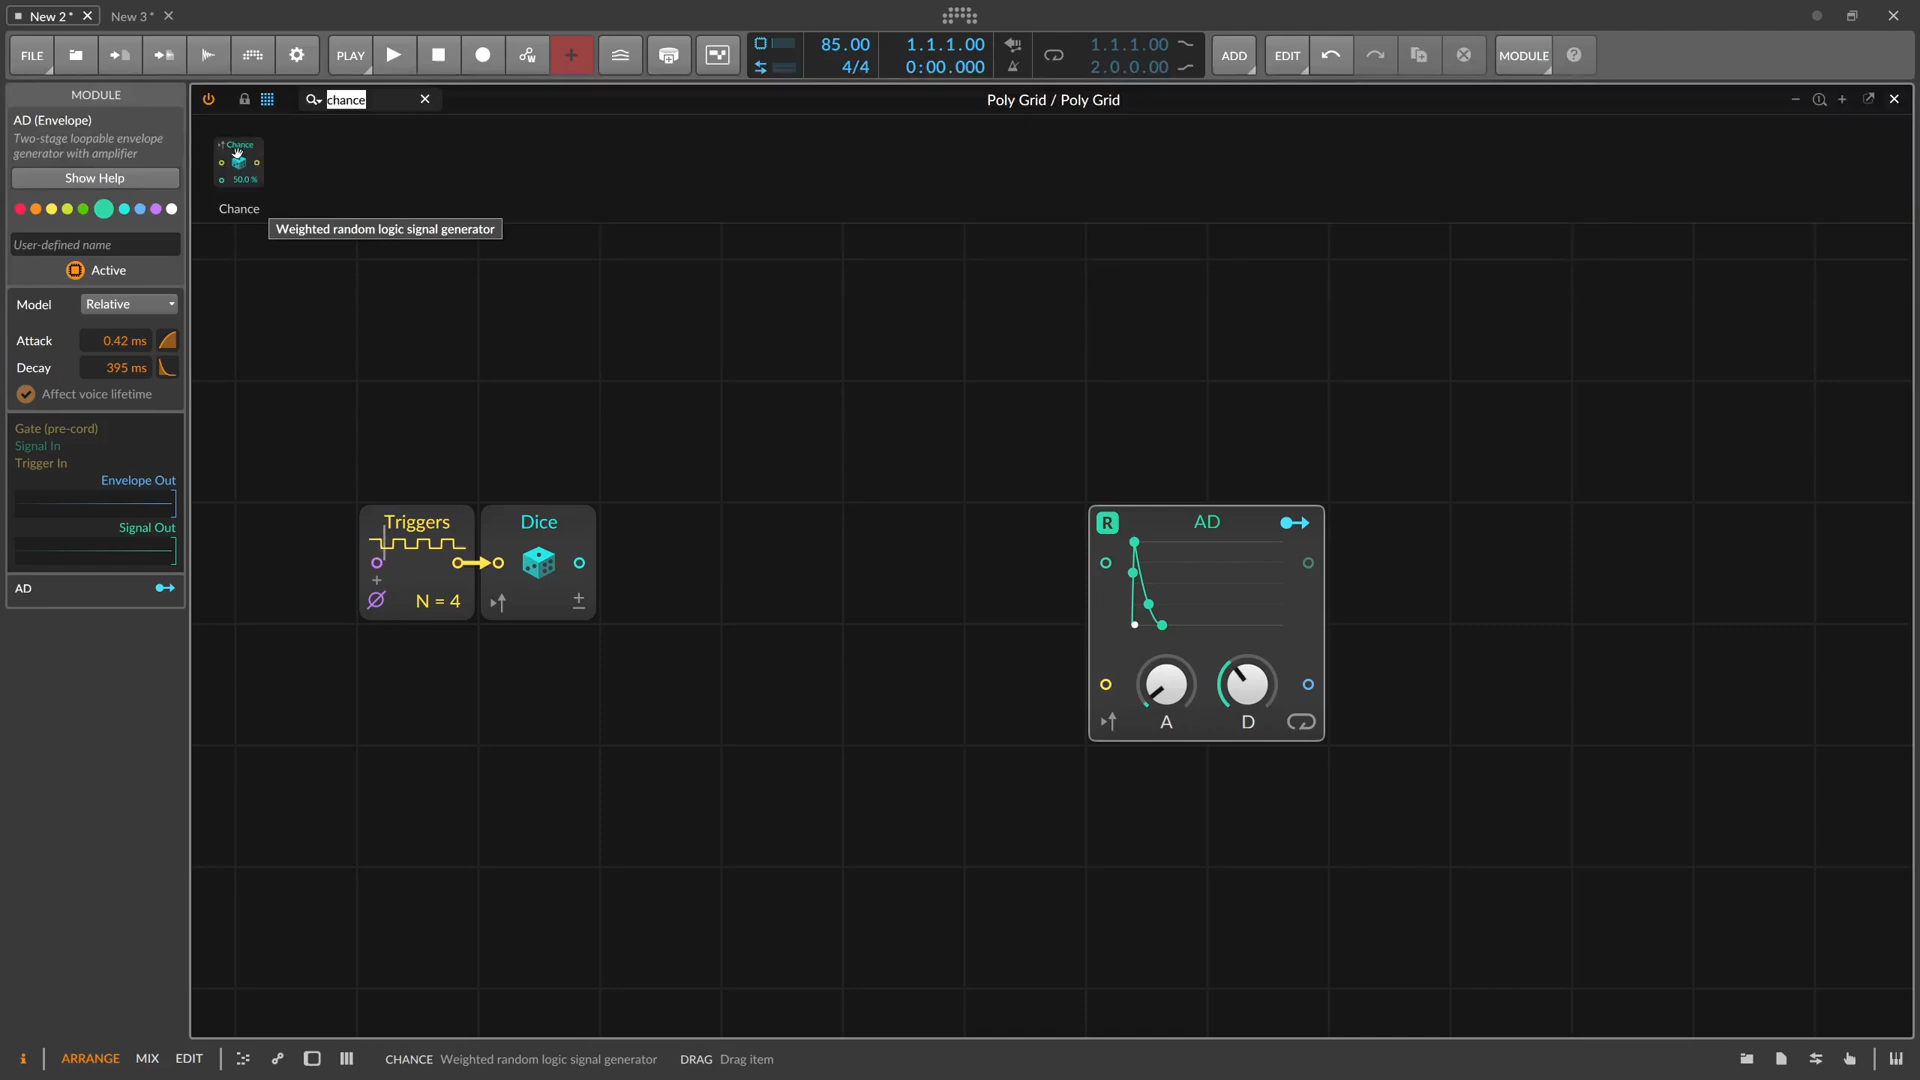 New 2 *
New 3 *
FILE
PLAY
85.00
4/4
1.1.1.00
0:00.000
1.1.1.00
2.0.0.00
ADD
EDIT
MODULE
MODULE
chance
Poly Grid / Poly Grid
AD (Envelope)
Two-stage loopable envelope
generator with amplifier
Show Help
User-defined name
Active
Model
Relative
Attack
0.42 ms
Decay
395 ms
Affect voice lifetime
Gate (pre-cord)
Signal In
Trigger In
Envelope Out
Signal Out
AD
Chance
50.0 %
Chance
Weighted random logic signal generator
Triggers
N = 4
Dice
R
AD
A
D
ARRANGE
MIX
EDIT
CHANCE Weighted random logic signal generator
DRAG Drag item